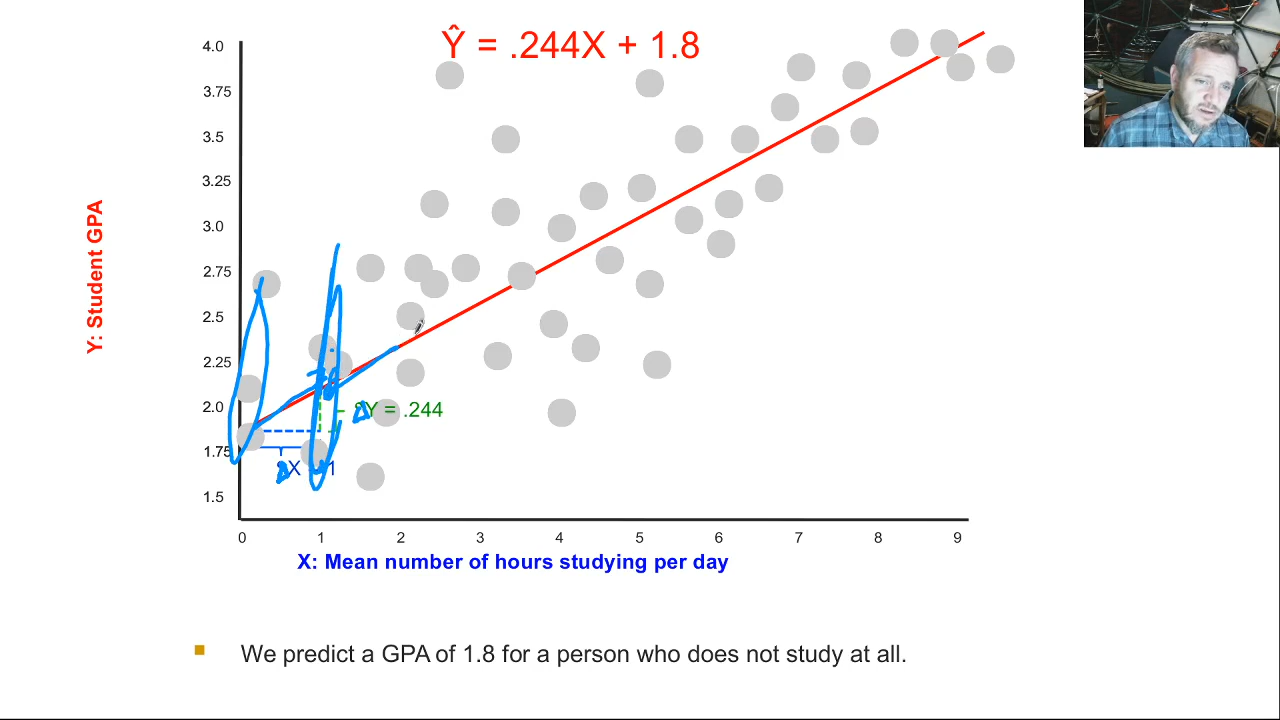 Ŷ = .244X + 1.8
4.0
3.75
3.5
3.25
3.0
2.75
2.5
2.25
2.0
1.75
1.5
Y: Student GPA
Y = .244
X
1
0 1 2 3 4 5 6 7 8 9
X: Mean number of hours studying per day
We predict a GPA of 1.8 for a person who does not study at all.